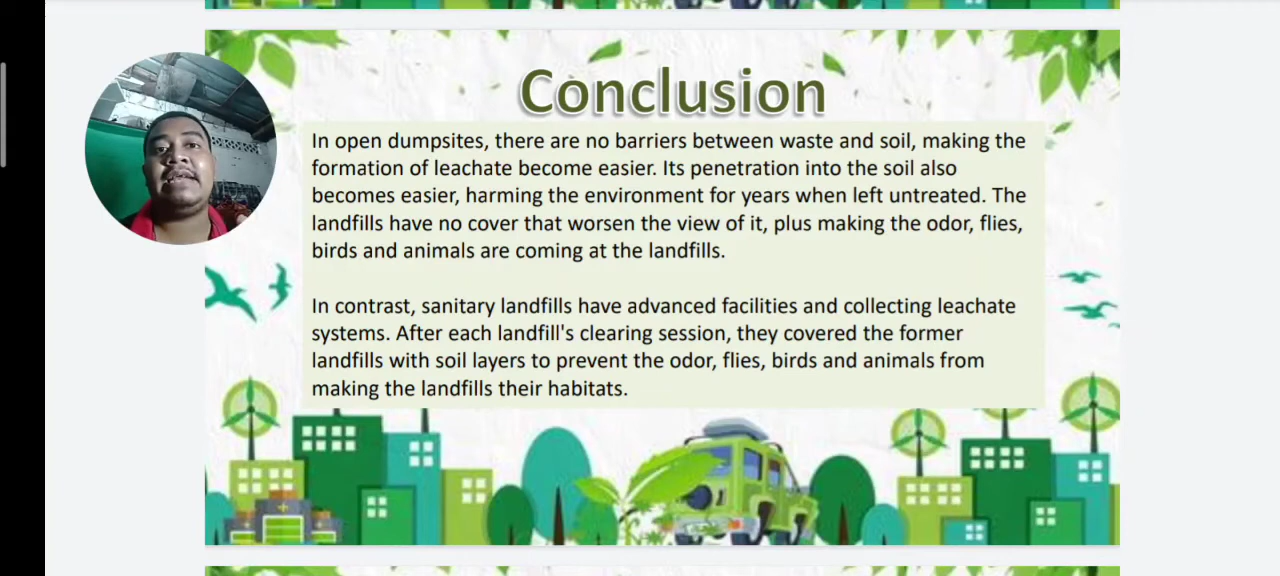 Conclusion
In open dumpsites, there are no barriers between waste and soil, making the
formation of leachate become easier. Its penetration into the soil also
becomes easier, harming the environment for years when left untreated. The
landfills have no cover that worsen the view of it, plus making the odor, flies,
birds and animals are coming at the landfills.
In contrast, sanitary landfills have advanced facilities and collecting leachate
systems. After each landfill's clearing session, they covered the former
landfills with soil layers to prevent the odor, flies, birds and animals from
making the landfills their habitats.